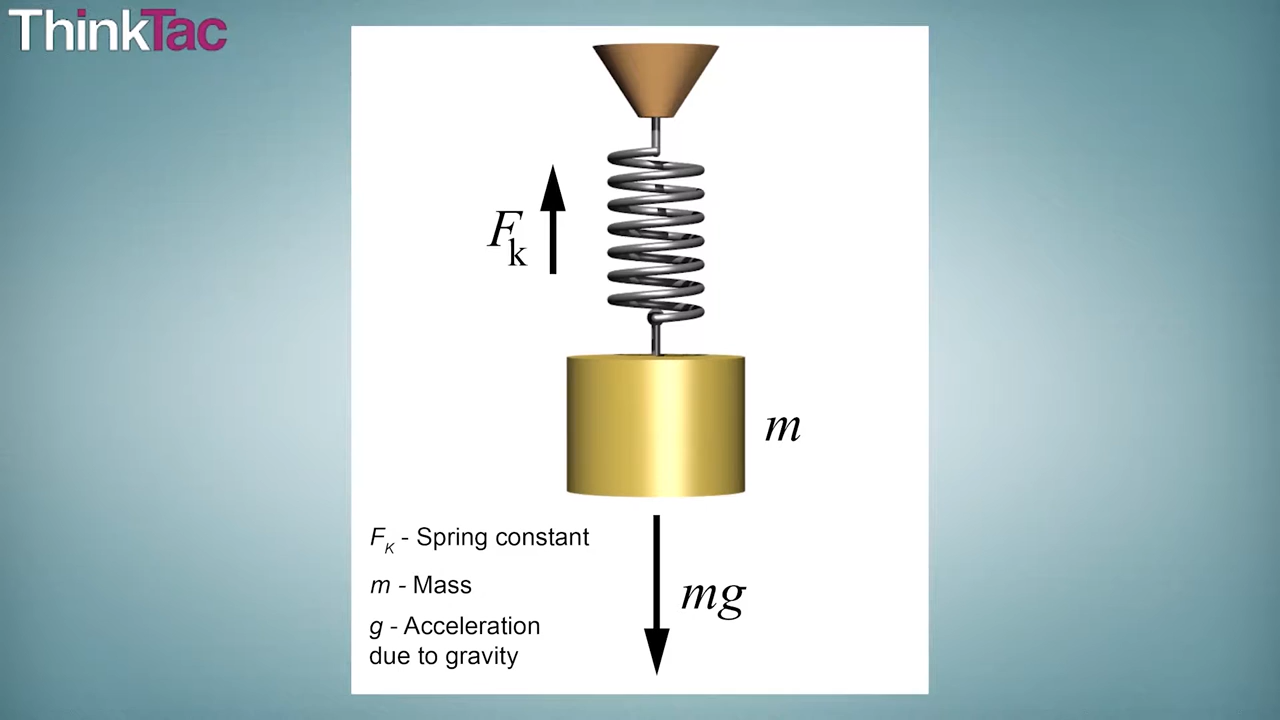 ThinkTac
Fk
m
FK - Spring constant
m - Mass
g - Acceleration
due to gravity
mg